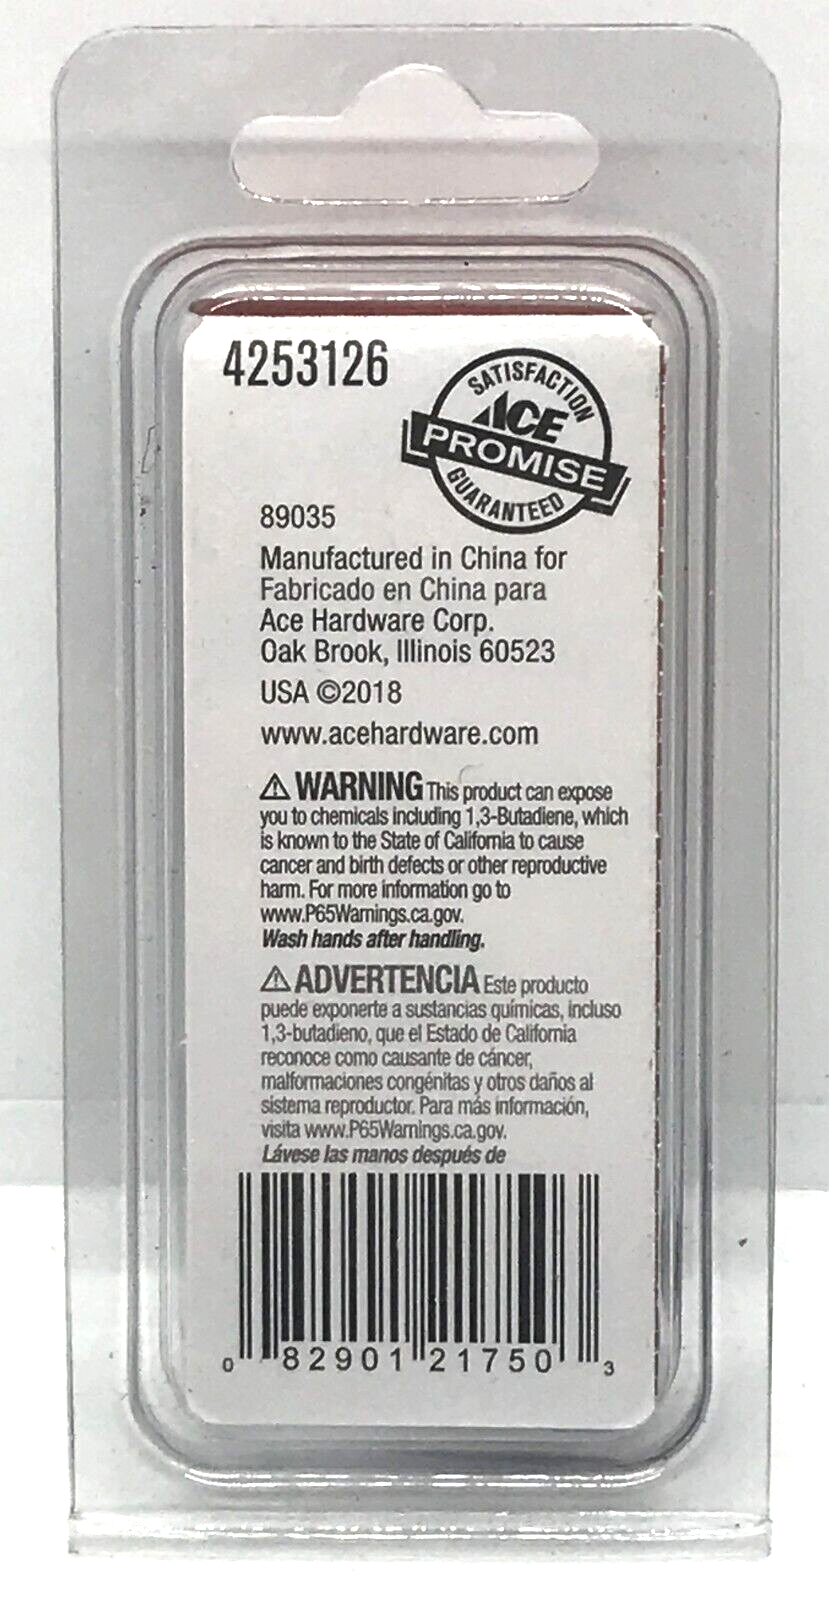 4253126
SATISFACTION
ACE
PROMISE
GUARANTEED
89035
Manufactured in China for
Fabricado en China para
Ace Hardware Corp.
Oak Brook, Illinois 60523
USA ©2018
www.acehardware.com
⚠ WARNING This product can expose
you to chemicals including 1,3-Butadiene, which
is known to the State of California to cause
cancer and birth defects or other reproductive
harm. For more information go to
www.P65Warnings.ca.gov.
Wash hands after handling.
⚠ ADVERTENCIA Este producto
puede exponerte a sustancias químicas, incluso
1,3-butadieno, que el Estado de California
reconoce como causante de cáncer,
malformaciones congénitas y otros daños al
sistema reproductor. Para más información,
visita www.P65Warnings.ca.gov.
Lávese las manos después de
0 82901 21750 3